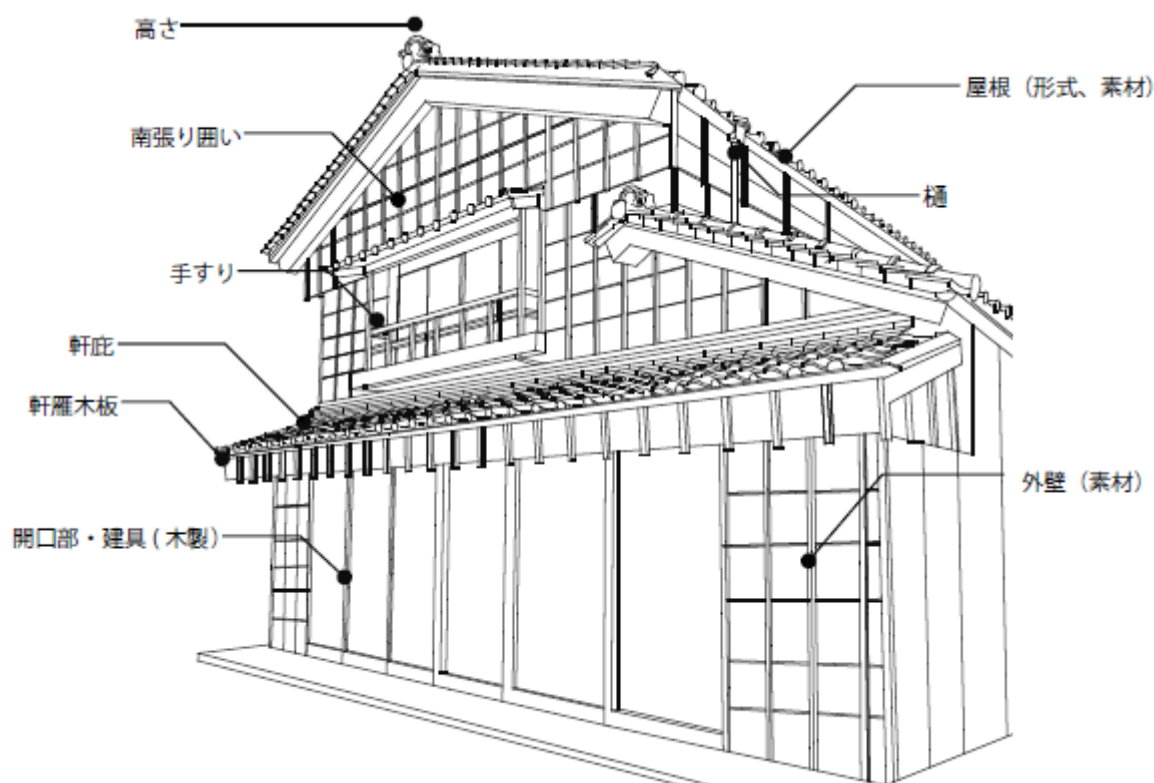 高さ
屋根（形式、素材）
南張り囲い
樋
手すり
軒庇
軒雁木板
外壁（素材）
開口部・建具(木製）